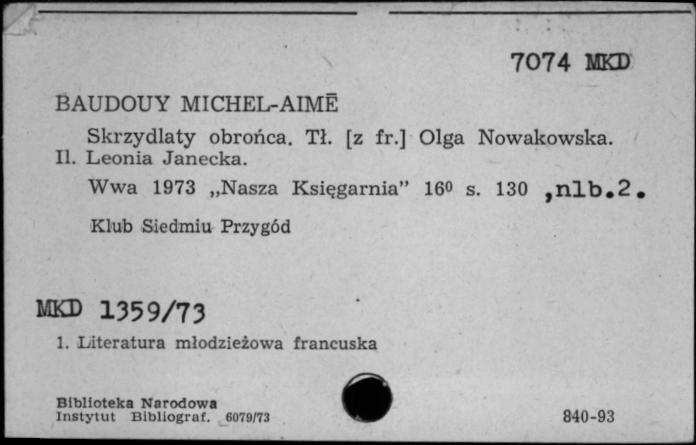 7074 MKD
BAUDOUY MICHEL-AIMĒ
Skrzydlaty obrońca. Tł. [z fr.] Olga Nowakowska.
Il. Leonia Janecka.
Wwa 1973 „Nasza Księgarnia” 16⁰ s. 130 ,nlb.2.
Klub Siedmiu Przygód
MKD 1359/73
1. Literatura młodzieżowa francuska
Biblioteka Narodowa
Instytut Bibliograf. 6079/73
840-93